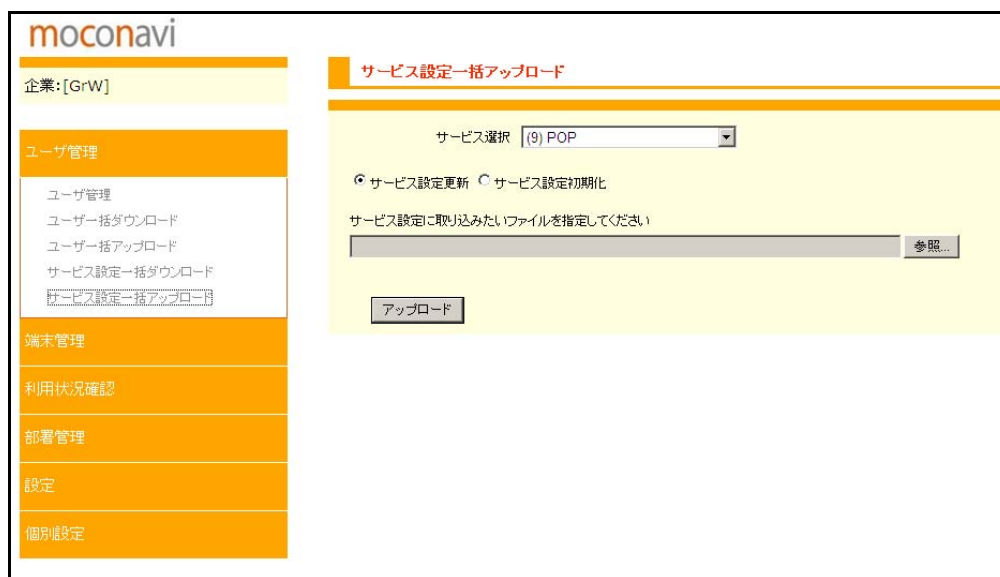 moconavi
企業:[GrW]
ユーザ管理
ユーザ管理
ユーザ一括ダウンロード
ユーザ一括アップロード
サービス設定一括ダウンロード
サービス設定一括アップロード
端末管理
利用状況確認
部署管理
設定
個別設定
サービス設定一括アップロード
サービス選択 (9) POP
サービス設定更新 サービス設定初期化
サービス設定に取り込みたいファイルを指定してください
参照...
アップロード